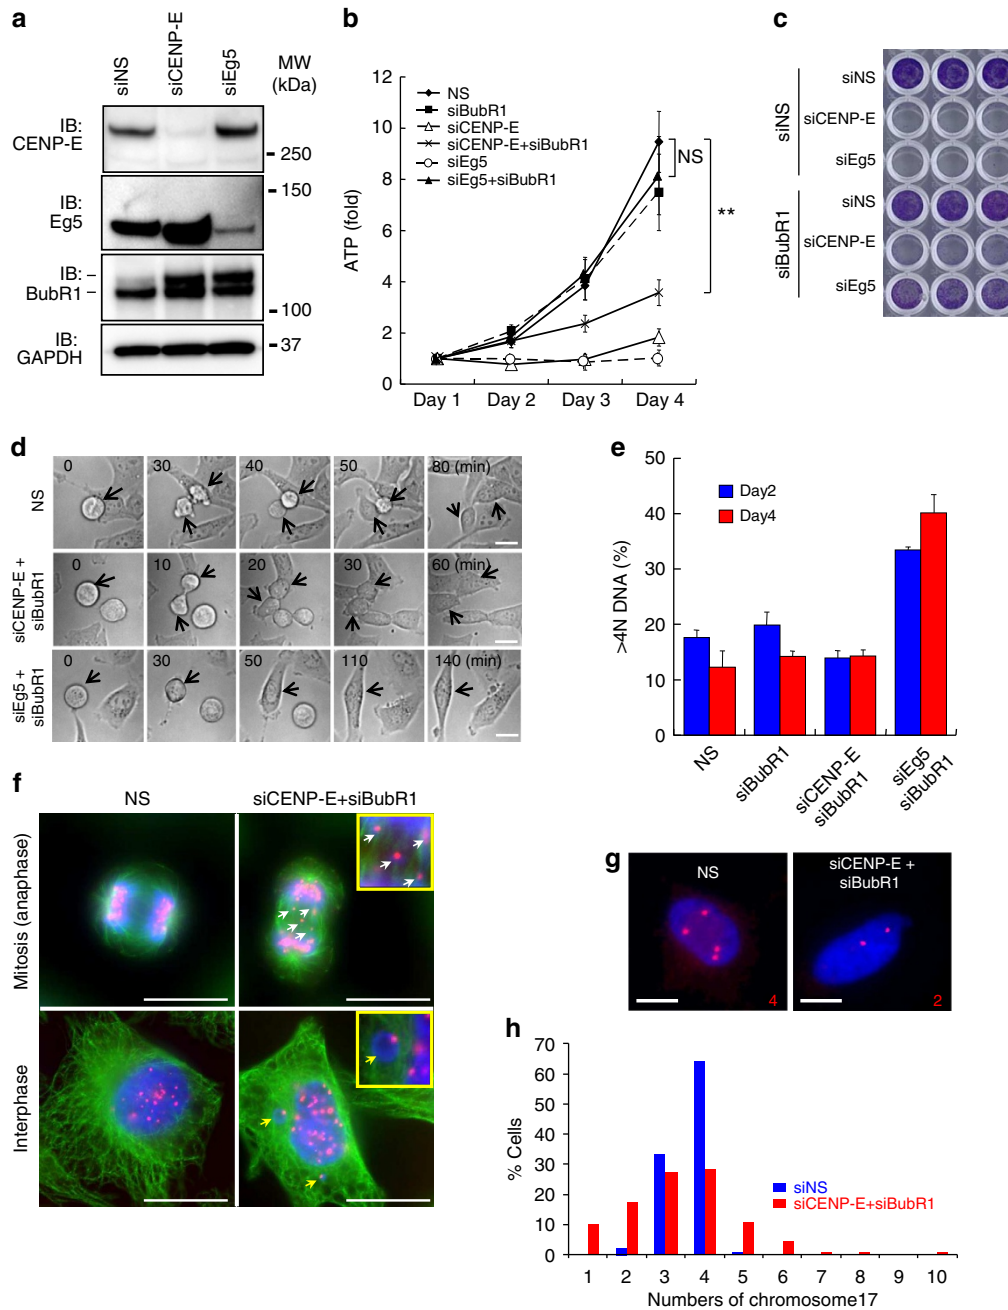 a
siNS
siCENP-E
siEg5
MW
(kDa)
IB:
CENP-E
250
150
IB:
Eg5
IB:
BubR1
100
IB:
GAPDH
37
b
12
10
8
6
4
2
0
ATP (fold)
NS
siBubR1
siCENP-E
siCENP-E+siBubR1
siEg5
siEg5+siBubR1
NS
**
Day 1
Day 2
Day 3
Day 4
c
siNS
siNS
siCENP-E
siEg5
siBubR1
siNS
siCENP-E
siEg5
d
NS
0
30
40
50
80 (min)
siCENP-E +
siBubR1
0
10
20
30
60 (min)
siEg5 +
siBubR1
0
30
50
110
140 (min)
e
50
40
30
20
10
0
>4N DNA (%)
Day2
Day4
NS
siBubR1
siCENP-E
siBubR1
siEg5
siBubR1
f
NS
siCENP-E+siBubR1
Mitosis (anaphase)
Interphase
g
NS
4
siCENP-E +
siBubR1
2
h
70
60
50
40
30
20
10
0
% Cells
siNS
siCENP-E+siBubR1
1
2
3
4
5
6
7
8
9
10
Numbers of chromosome17